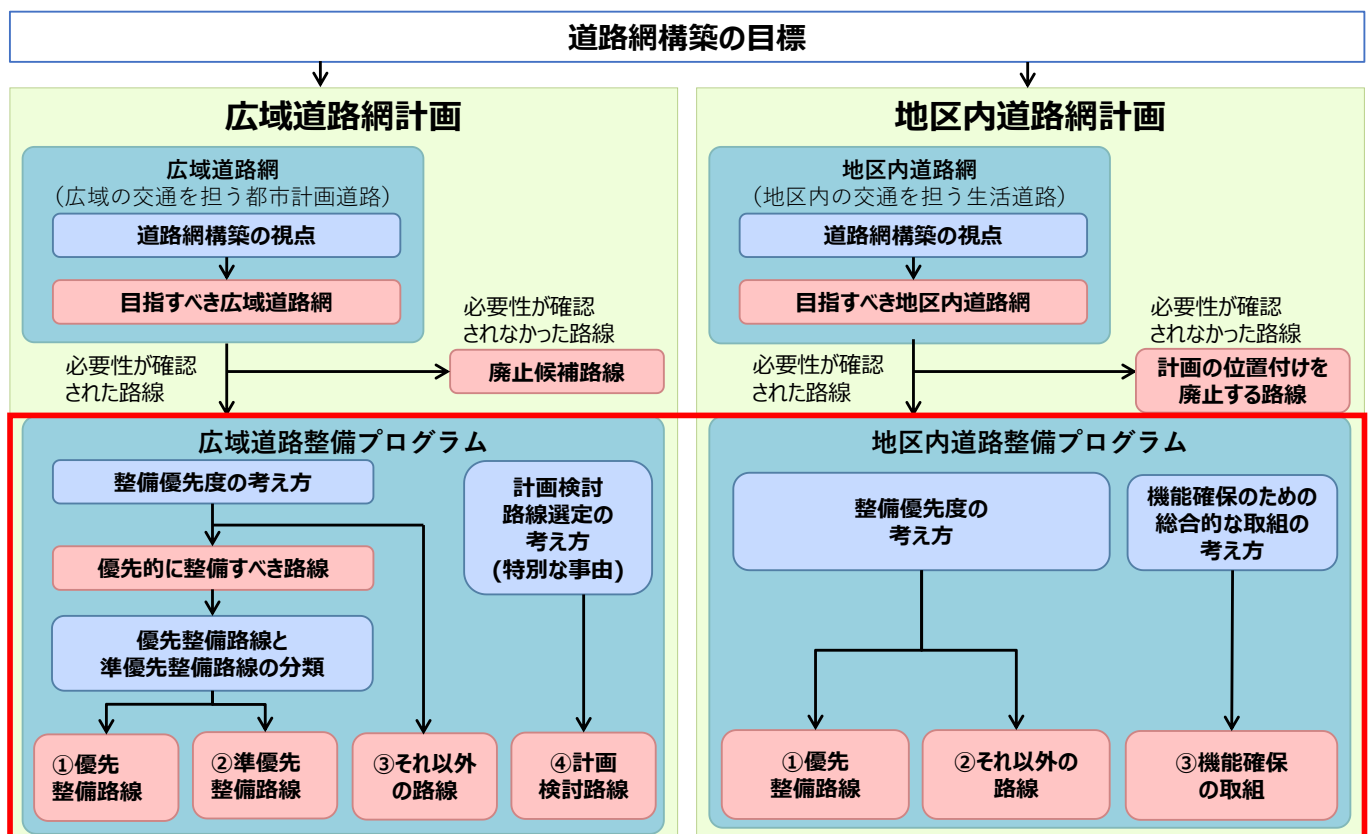 道路網構築の目標
広域道路網計画
広域道路網
（広域の交通を担う都市計画道路）
道路網構築の視点
目指すべき広域道路網
必要性が確認
されなかった路線
必要性が確認
された路線
廃止候補路線
広域道路整備プログラム
整備優先度の考え方
優先的に整備すべき路線
優先整備路線と
準優先整備路線の分類
計画検討
路線選定の
考え方
(特別な事由)
①優先
整備路線
②準優先
整備路線
③それ以外
の路線
④計画
検討路線
地区内道路網計画
地区内道路網
（地区内の交通を担う生活道路）
道路網構築の視点
目指すべき地区内道路網
必要性が確認
されなかった路線
必要性が確認
された路線
計画の位置付けを
廃止する路線
地区内道路整備プログラム
整備優先度の
考え方
機能確保のための
総合的な取組の
考え方
①優先
整備路線
②それ以外の
路線
③機能確保
の取組